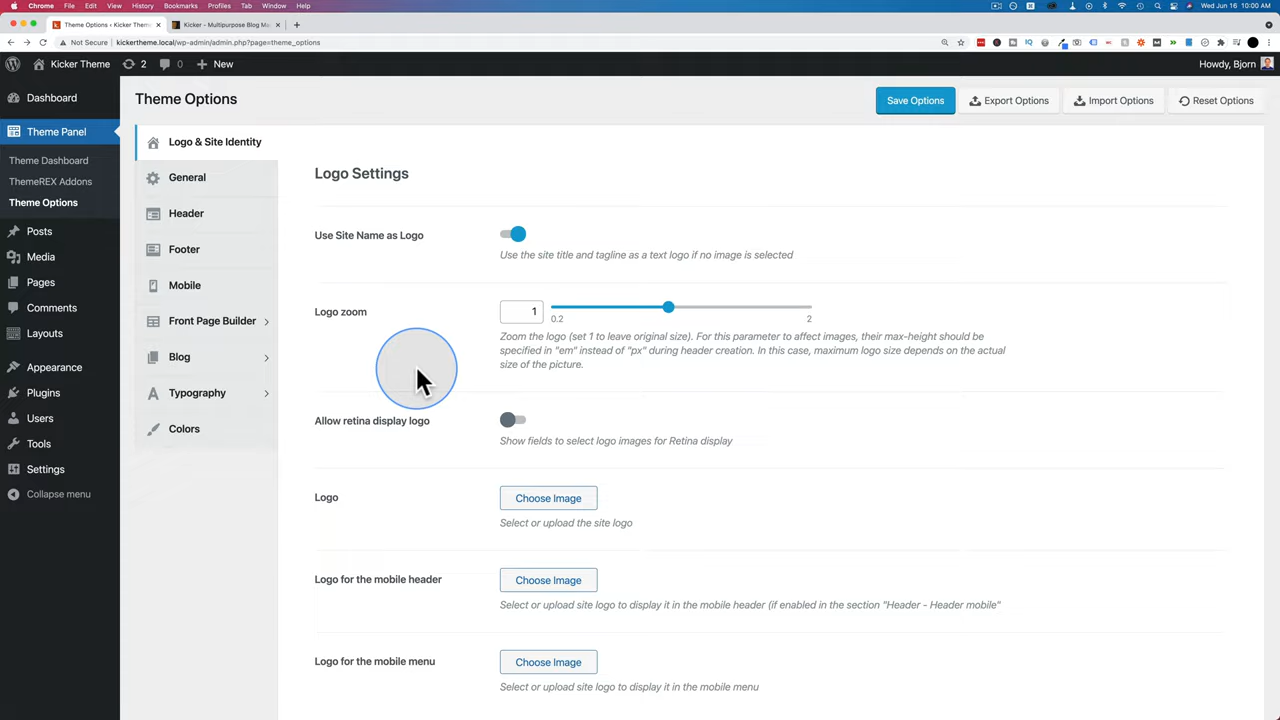 Chrome File Edit View History Bookmarks Profiles Tab Window Help
Wed Jun 16 10:00 AM
Theme Options ‹ Kicker Them
Kicker - Multipurpose Blog Ma
Not Secure kickertheme.local/wp-admin/admin.php?page=theme_options
Kicker Theme 2 0 New
Howdy, Bjorn
Dashboard
Theme Panel
Theme Dashboard
ThemeREX Addons
Theme Options
Posts
Media
Pages
Comments
Layouts
Appearance
Plugins
Users
Tools
Settings
Collapse menu
Theme Options
Save Options
Export Options
Import Options
Reset Options
Logo & Site Identity
General
Header
Footer
Mobile
Front Page Builder
Blog
Typography
Colors
Logo Settings
Use Site Name as Logo
Use the site title and tagline as a text logo if no image is selected
Logo zoom
1
0.2
2
Zoom the logo (set 1 to leave original size). For this parameter to affect images, their max-height should be
specified in "em" instead of "px" during header creation. In this case, maximum logo size depends on the actual
size of the picture.
Allow retina display logo
Show fields to select logo images for Retina display
Logo
Choose Image
Select or upload the site logo
Logo for the mobile header
Choose Image
Select or upload site logo to display it in the mobile header (if enabled in the section "Header - Header mobile"
Logo for the mobile menu
Choose Image
Select or upload site logo to display it in the mobile menu